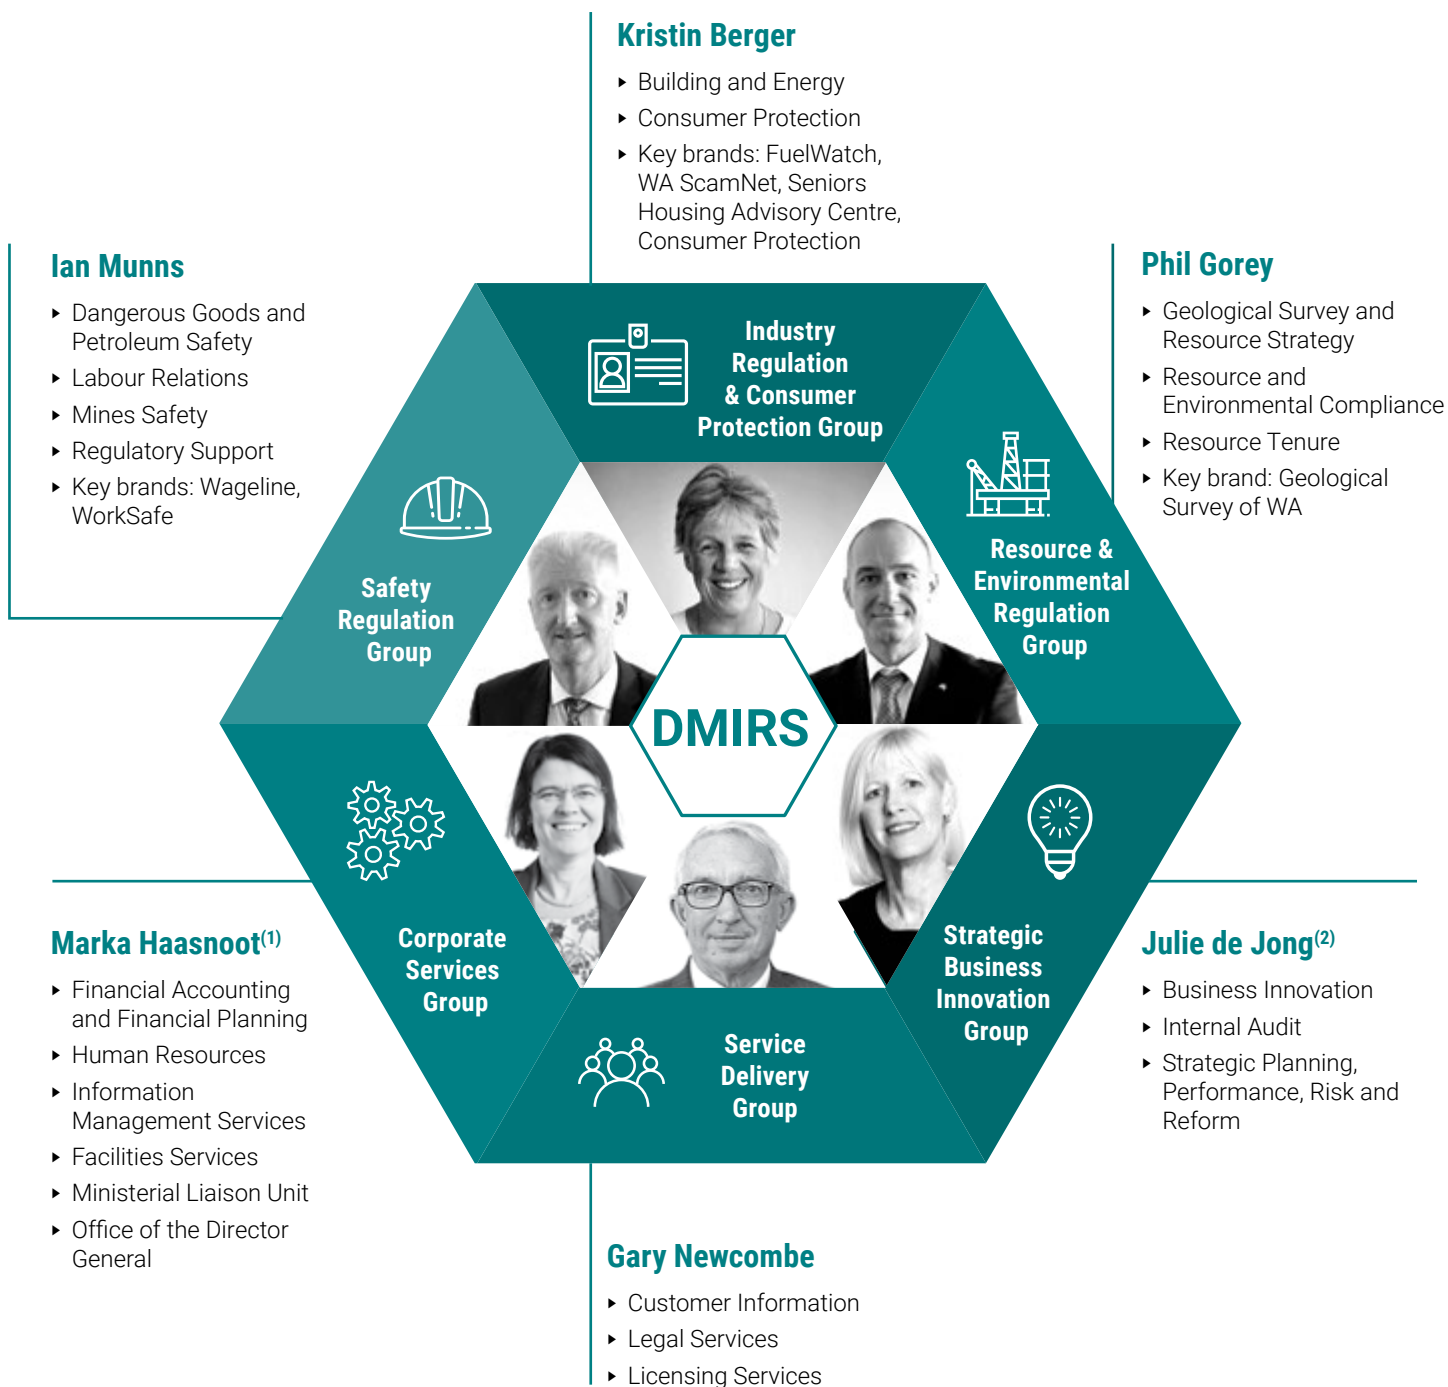 Kristin Berger
‣ Building and Energy
‣ Consumer Protection
‣ Key brands: FuelWatch,
WA ScamNet, Seniors
Housing Advisory Centre,
Consumer Protection
Ian Munns
‣ Dangerous Goods and
Petroleum Safety
‣ Labour Relations
‣ Mines Safety
‣ Regulatory Support
‣ Key brands: Wageline,
WorkSafe
Phil Gorey
‣ Geological Survey and
Resource Strategy
‣ Resource and
Environmental Compliance
‣ Resource Tenure
‣ Key brand: Geological
Survey of WA
Industry
Regulation
& Consumer
Protection Group
Safety
Regulation
Group
Resource &
Environmental
Regulation
Group
DMIRS
Corporate
Services
Group
Service
Delivery
Group
Strategic
Business
Innovation
Group
Marka Haasnoot(1)
‣ Financial Accounting
and Financial Planning
‣ Human Resources
‣ Information
Management Services
‣ Facilities Services
‣ Ministerial Liaison Unit
‣ Office of the Director
General
Julie de Jong(2)
‣ Business Innovation
‣ Internal Audit
‣ Strategic Planning,
Performance, Risk and
Reform
Gary Newcombe
‣ Customer Information
‣ Legal Services
‣ Licensing Services